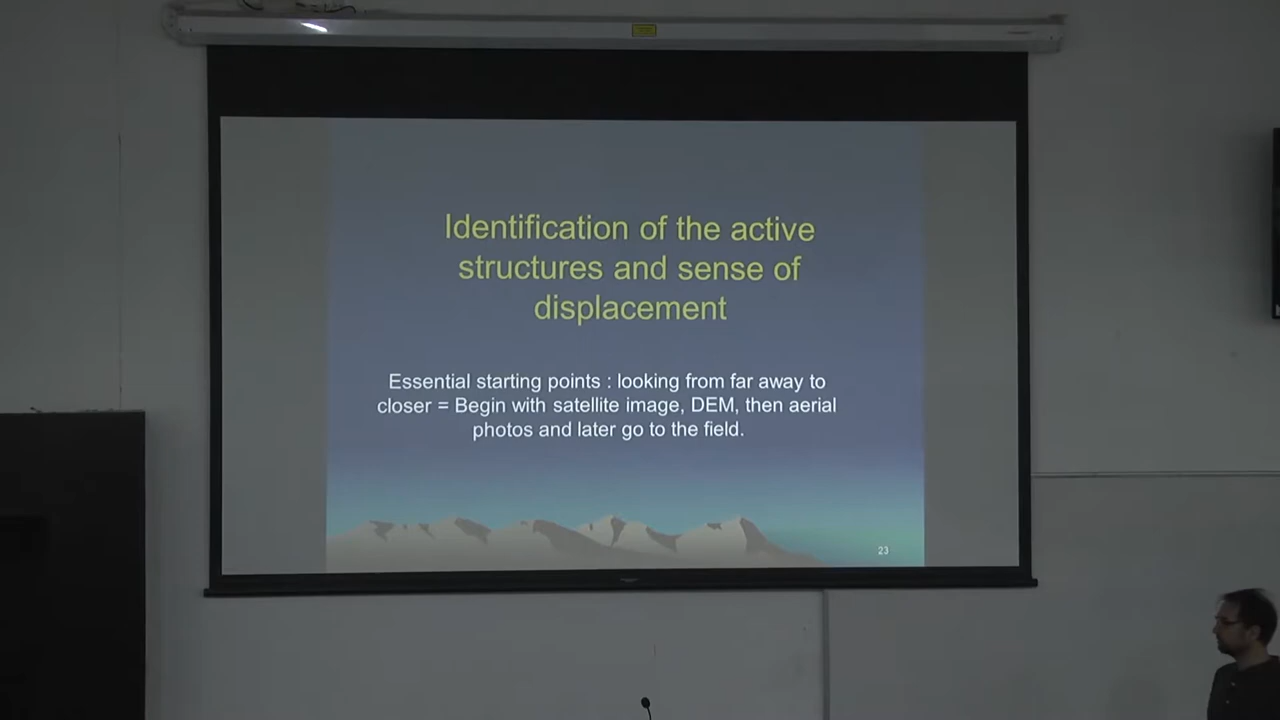 Identification of the active
structures and sense of
displacement
Essential starting points : looking from far away to
closer = Begin with satellite image, DEM, then aerial
photos and later go to the field.
23